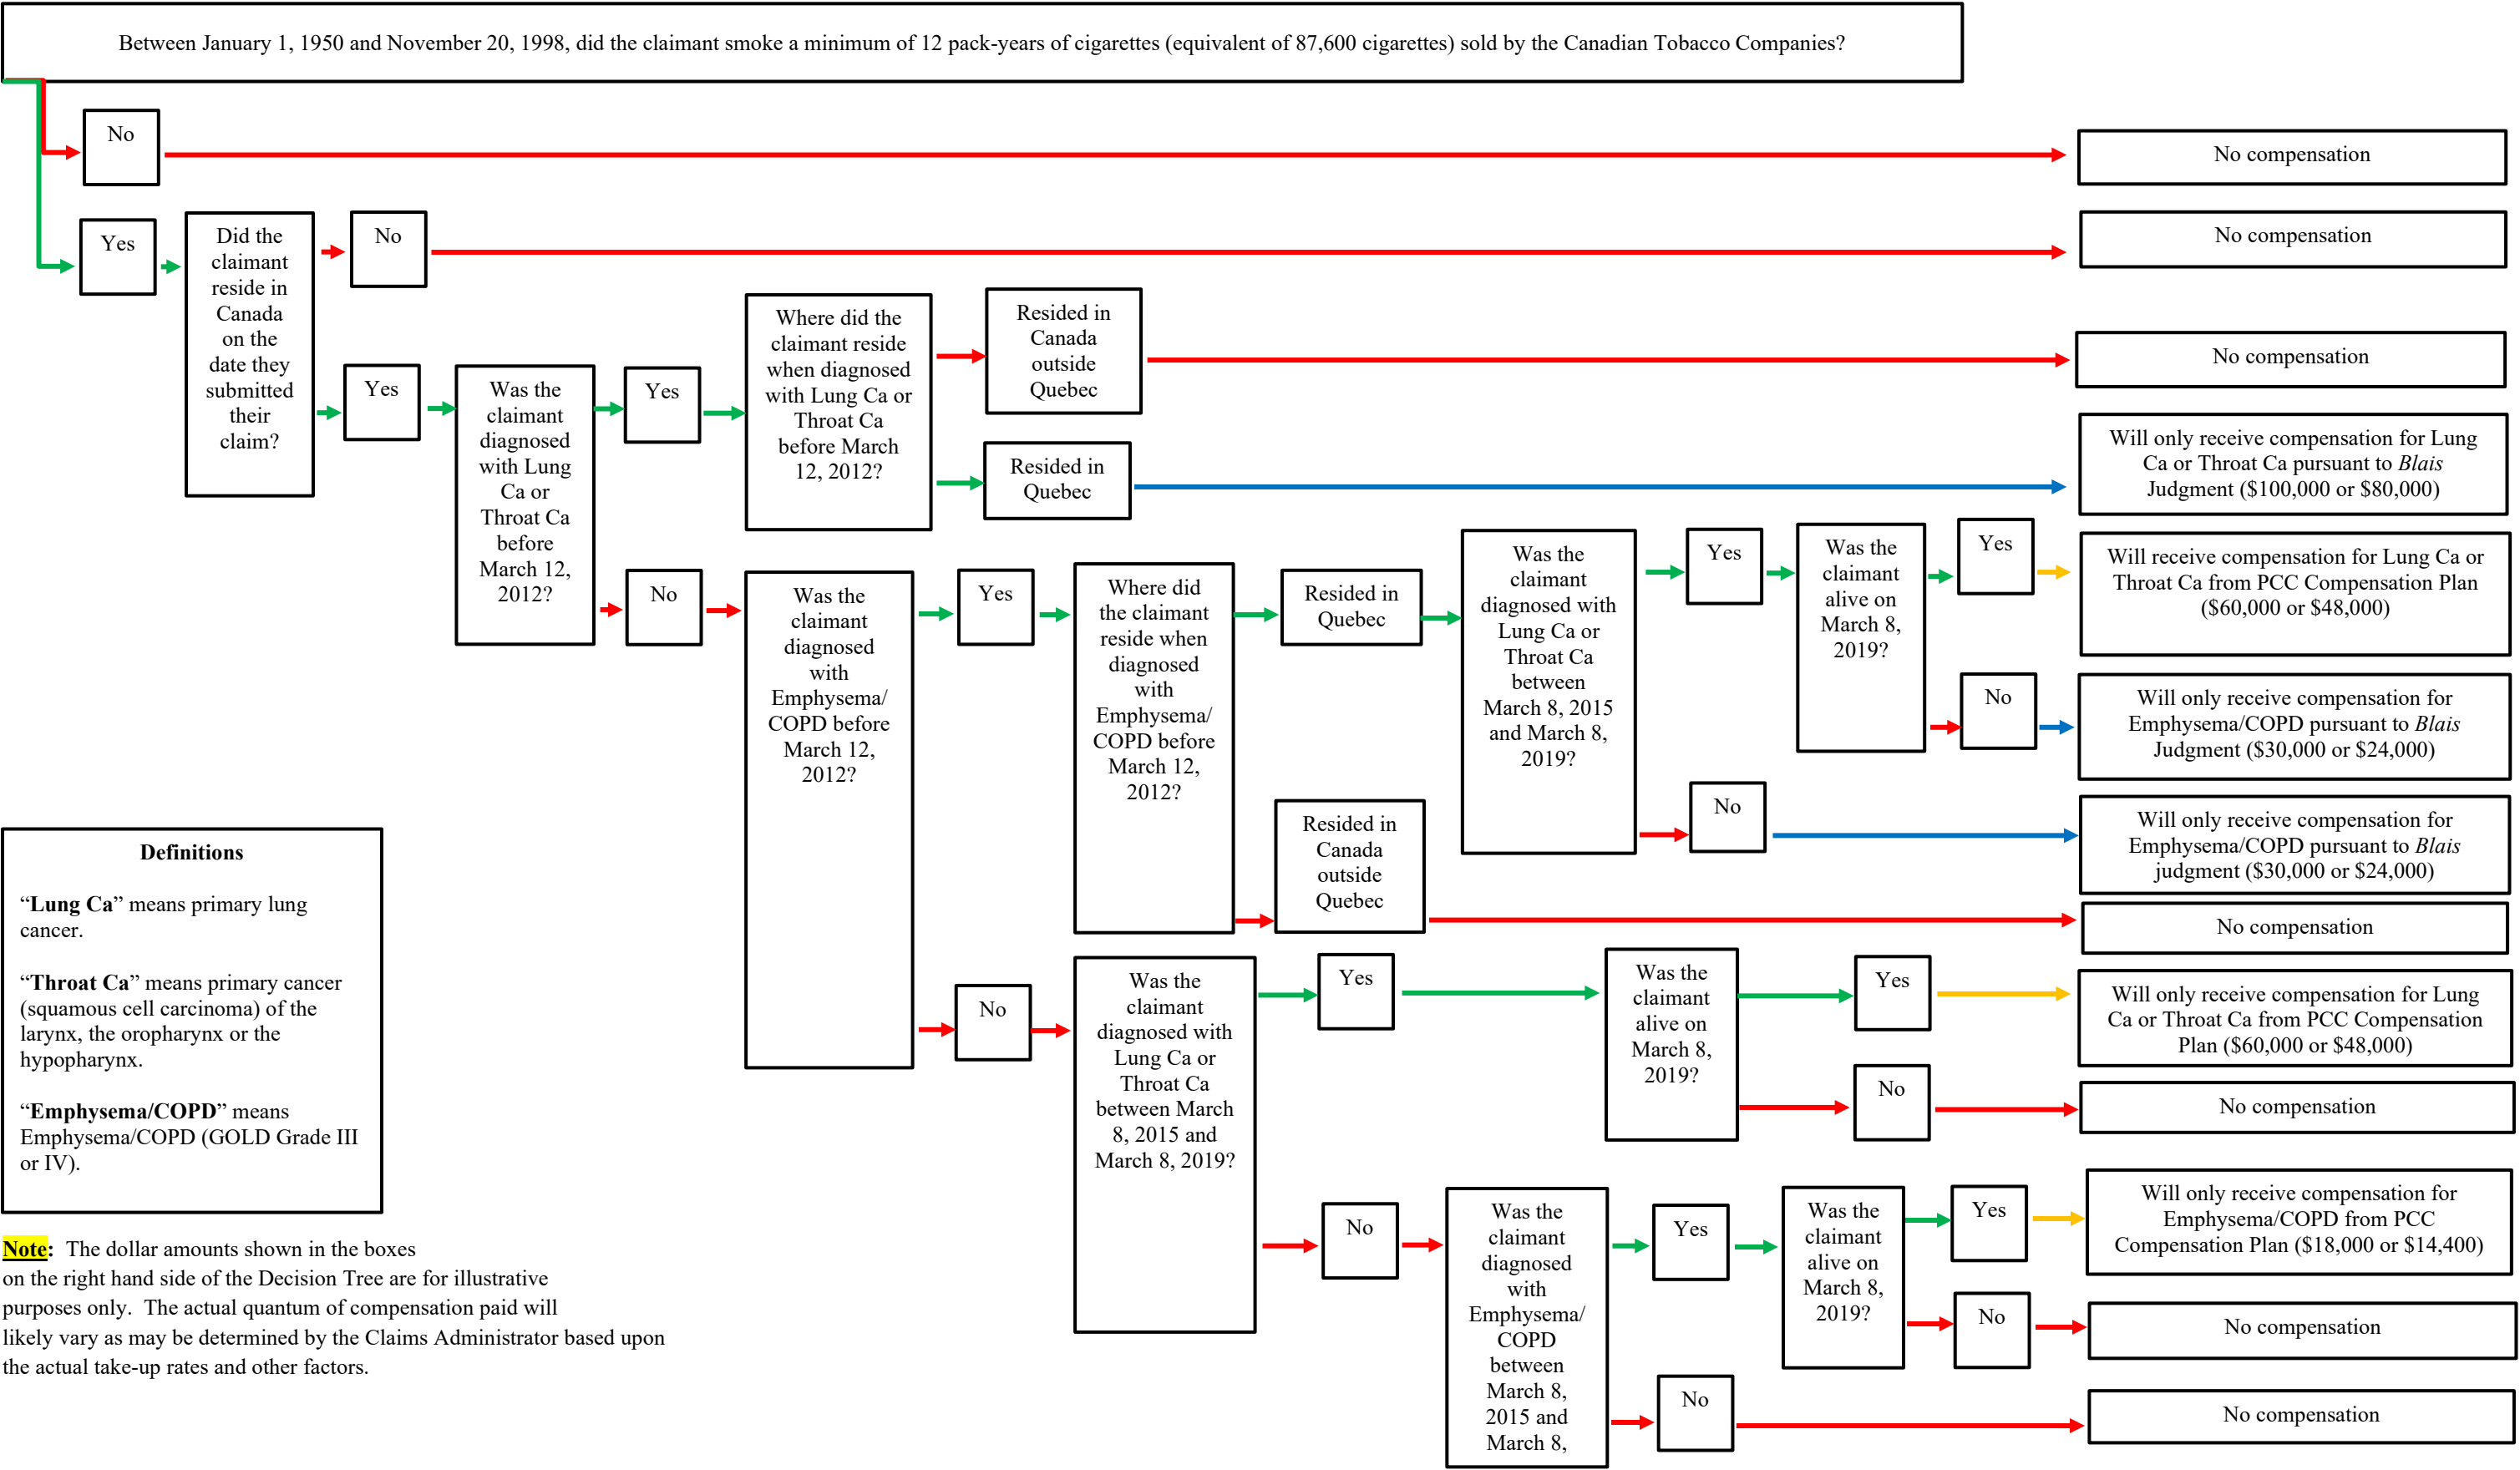 Between January 1, 1950 and November 20, 1998, did the claimant smoke a minimum of 12 pack-years of cigarettes (equivalent of 87,600 cigarettes) sold by the Canadian Tobacco Companies?
No
No compensation
Yes
Did the
claimant
reside in
Canada
on the
date they
submitted
their
claim?
No
No compensation
Yes
Was the
claimant
diagnosed
with Lung
Ca or
Throat Ca
before
March 12,
2012?
Yes
Where did the
claimant reside
when diagnosed
with Lung Ca or
Throat Ca
before March
12, 2012?
Resided in
Canada
outside
Quebec
No compensation
Resided in
Quebec
Will only receive compensation for Lung
Ca or Throat Ca pursuant to Blais
Judgment ($100,000 or $80,000)
No
Was the
claimant
diagnosed
with
Emphysema/
COPD before
March 12,
2012?
Yes
Where did
the claimant
reside when
diagnosed
with
Emphysema/
COPD before
March 12,
2012?
Resided in
Quebec
Was the
claimant
diagnosed with
Lung Ca or
Throat Ca
between
March 8, 2015
and March 8,
2019?
Yes
Was the
claimant
alive on
March 8,
2019?
Yes
Will receive compensation for Lung Ca or
Throat Ca from PCC Compensation Plan
($60,000 or $48,000)
No
Will only receive compensation for
Emphysema/COPD pursuant to Blais
Judgment ($30,000 or $24,000)
No
Will only receive compensation for
Emphysema/COPD pursuant to Blais
judgment ($30,000 or $24,000)
Resided in
Canada
outside
Quebec
No compensation
No
Was the
claimant
diagnosed with
Lung Ca or
Throat Ca
between March
8, 2015 and
March 8, 2019?
Yes
Was the
claimant
alive on
March 8,
2019?
Yes
Will only receive compensation for Lung
Ca or Throat Ca from PCC Compensation
Plan ($60,000 or $48,000)
No
No compensation
No
Was the
claimant
diagnosed
with
Emphysema/
COPD
between
March 8,
2015 and
March 8,
Yes
Was the
claimant
alive on
March 8,
2019?
Yes
Will only receive compensation for
Emphysema/COPD from PCC
Compensation Plan ($18,000 or $14,400)
No
No compensation
No
No compensation
Definitions
“Lung Ca” means primary lung
cancer.
“Throat Ca” means primary cancer
(squamous cell carcinoma) of the
larynx, the oropharynx or the
hypopharynx.
“Emphysema/COPD” means
Emphysema/COPD (GOLD Grade III
or IV).
Note: The dollar amounts shown in the boxes
on the right hand side of the Decision Tree are for illustrative
purposes only. The actual quantum of compensation paid will
likely vary as may be determined by the Claims Administrator based upon
the actual take-up rates and other factors.